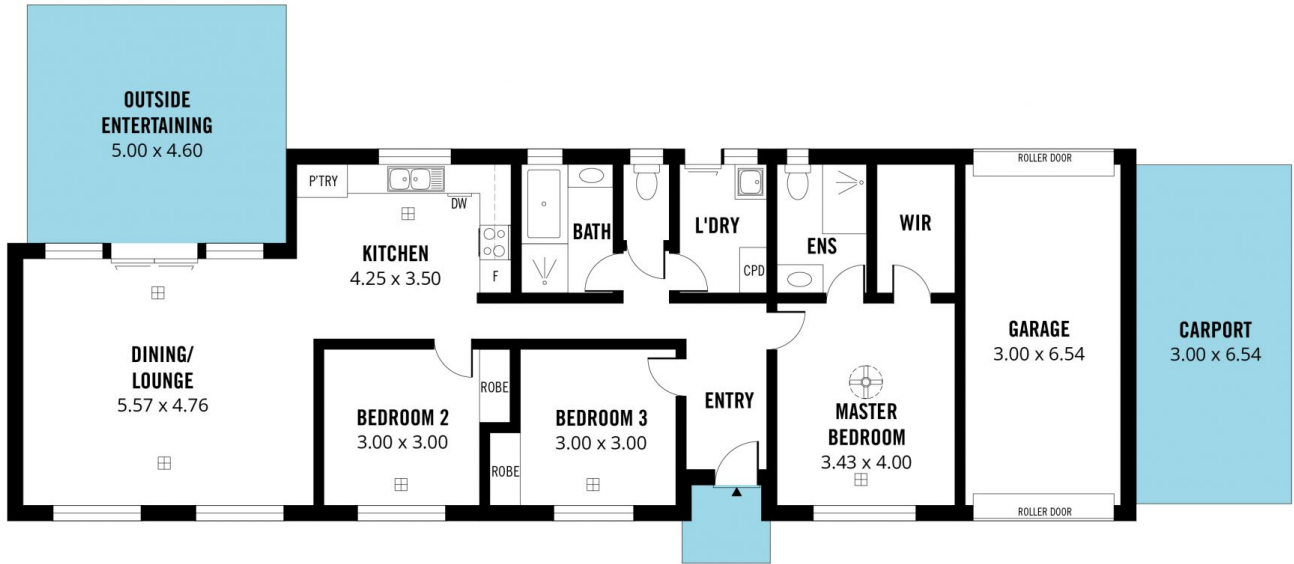 OUTSIDE
ENTERTAINING
5.00 x 4.60
P'TRY
DW
KITCHEN
4.25 x 3.50
F
BATH
L'DRY
CPD
ENS
WIR
ROLLER DOOR
GARAGE
3.00 x 6.54
ROLLER DOOR
CARPORT
3.00 x 6.54
DINING/
LOUNGE
5.57 x 4.76
BEDROOM 2
3.00 x 3.00
ROBE
ROBE
BEDROOM 3
3.00 x 3.00
ENTRY
MASTER
BEDROOM
3.43 x 4.00